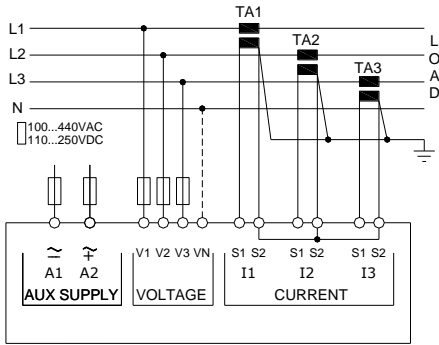 TA1
L1
TA2
L2
TA3
L3
N
LOAD
100...440VAC
110...250VDC
V1 V2 V3 VN
S1 S2 S1 S2 S1 S2
A1 A2
I1 I2 I3
AUX SUPPLY VOLTAGE CURRENT